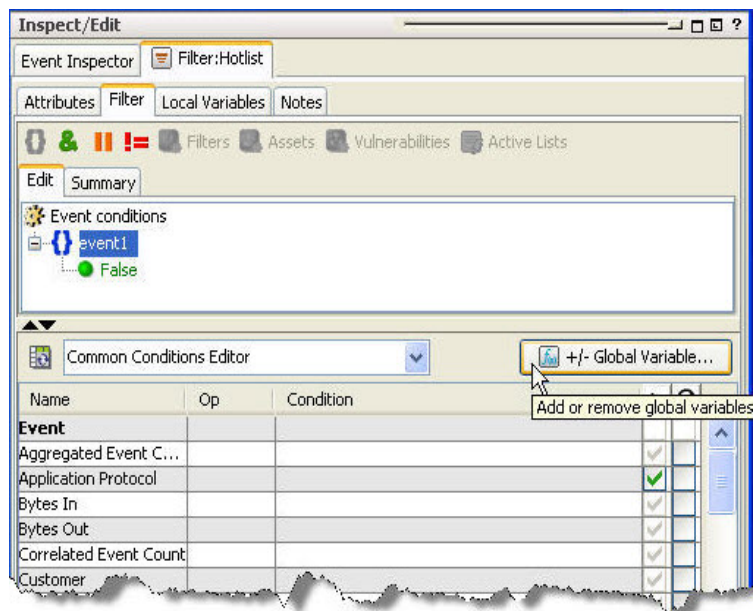 Inspect/Edit ?
Event Inspector Filter:Hotlist
Attributes Filter Local Variables Notes
{} & != Filters Assets Vulnerabilities Active Lists
Edit Summary
Event conditions
{} event1
False
Common Conditions Editor +/- Global Variable...
Name Op Condition
Add or remove global variables
Event
Aggregated Event C...
Application Protocol
Bytes In
Bytes Out
Correlated Event Count
Customer